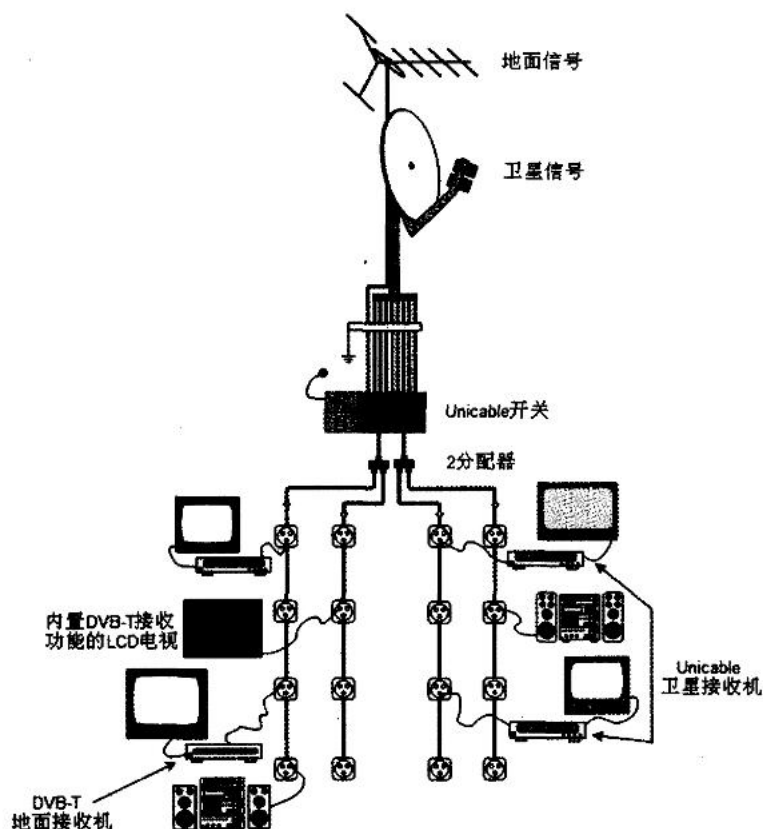 地面信号
卫星信号
Unicable开关
2分配器
内置DVB-T接收
功能的LCD电视
Unicable
卫星接收机
DVB-T
地面接收机